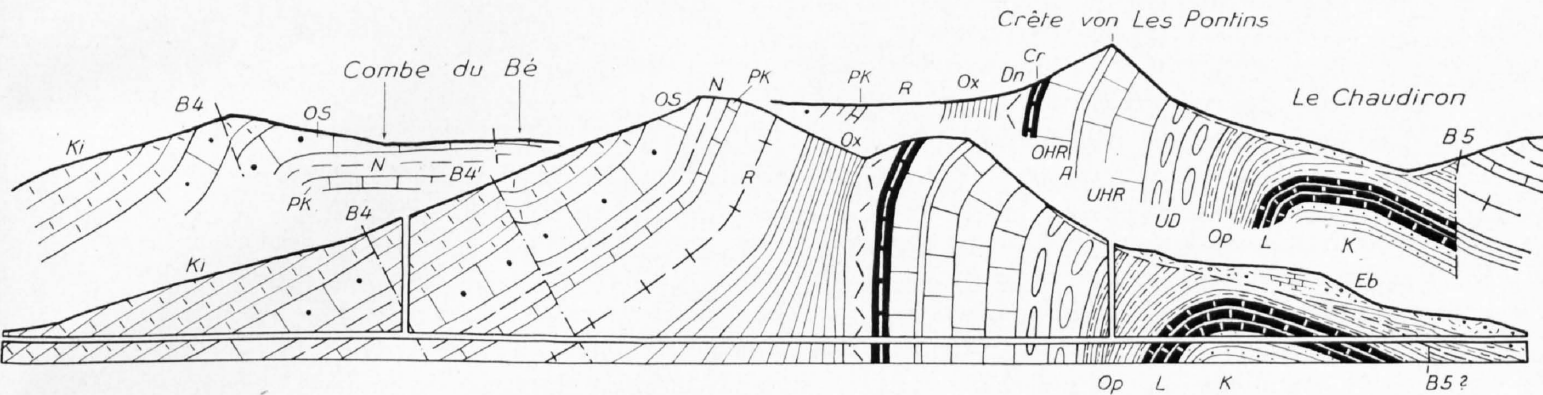 Crête von Les Pontins
Combe du Bé
Le Chaudiron
Ki
B4
OS
N
B4'
PK
OS
N
PK
PK
R
Ox
Dn
Cr
OHR
A
UHR
UD
Op
L
K
B5
Ki
B4
R
Ox
Eb
Op L K B5?